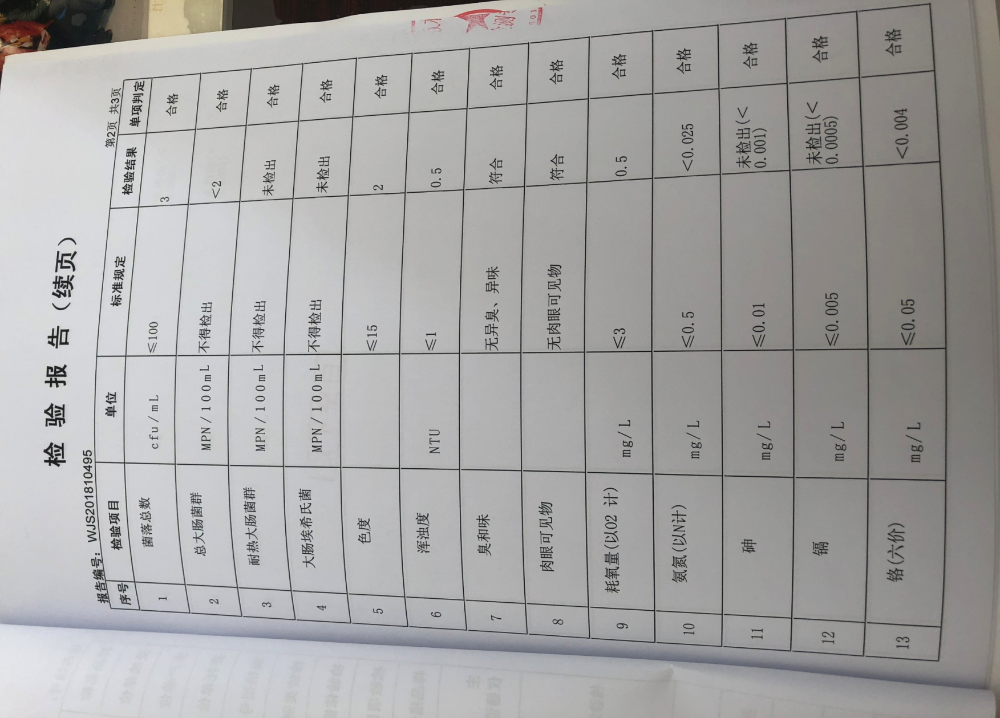 检 验 报 告（续页）
报告编号：WJS201810495 第2页 共3页
序号 检验项目 单位 标准规定 检验结果 单项判定
1 菌落总数 cfu/mL ≤100 3 合格
2 总大肠菌群 MPN/100mL 不得检出 <2 合格
3 耐热大肠菌群 MPN/100mL 不得检出 未检出 合格
4 大肠埃希氏菌 MPN/100mL 不得检出 未检出 合格
5 色度 ≤15 2 合格
6 浑浊度 NTU ≤1 0.5 合格
7 臭和味 无异臭、异味 符合 合格
8 肉眼可见物 无肉眼可见物 符合 合格
9 耗氧量(以O2 计) mg/L ≤3 0.5 合格
10 氨氮(以N计) mg/L ≤0.5 <0.025 合格
11 砷 mg/L ≤0.01 未检出(<
0.001) 合格
12 镉 mg/L ≤0.005 未检出(<
0.0005) 合格
13 铬(六价) mg/L ≤0.05 <0.004 合格